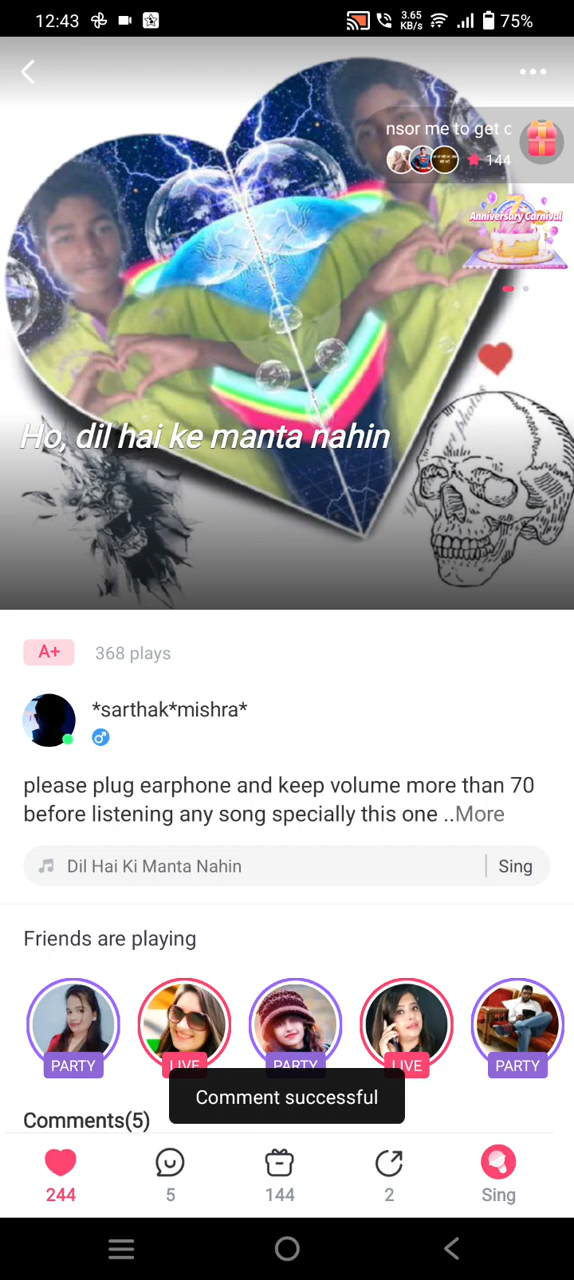 12:43
3.65
KB/s
75%
nsor me to get c
144
Anniversary Carnival
Ho, dil hai ke manta nahin
A+
368 plays
*sarthak*mishra*
please plug earphone and keep volume more than 70
before listening any song specially this one ..More
Dil Hai Ki Manta Nahin
Sing
Friends are playing
PARTY
LIVE
PARTY
LIVE
PARTY
Comment successful
Comments(5)
244
5
144
2
Sing